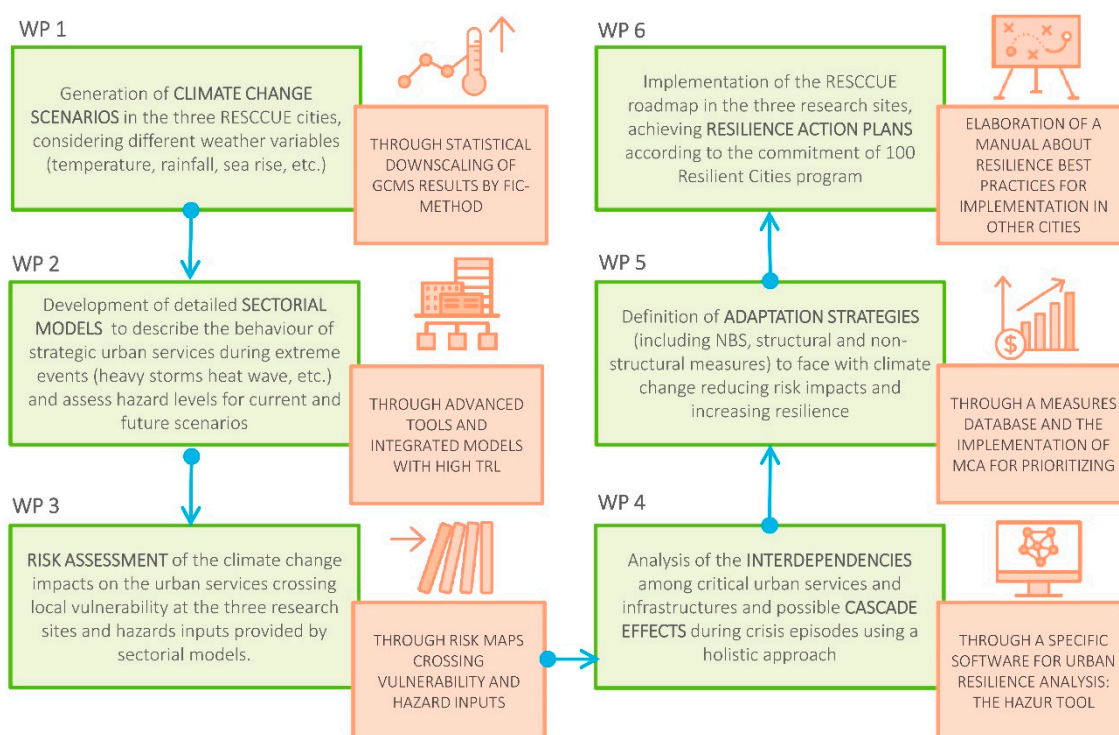 WP 1
Generation of CLIMATE CHANGE
SCENARIOS in the three RESCCUE cities,
considering different weather variables
(temperature, rainfall, sea rise, etc.)
THROUGH STATISTICAL
DOWNSCALING OF
GCMS RESULTS BY FIC-
METHOD
WP 2
Development of detailed SECTORIAL
MODELS to describe the behaviour of
strategic urban services during extreme
events (heavy storms heat wave, etc.)
and assess hazard levels for current and
future scenarios
THROUGH ADVANCED
TOOLS AND
INTEGRATED MODELS
WITH HIGH TRL
WP 3
RISK ASSESSMENT of the climate change
impacts on the urban services crossing
local vulnerability at the three research
sites and hazards inputs provided by
sectorial models.
THROUGH RISK MAPS
CROSSING
VULNERABILITY AND
HAZARD INPUTS
WP 4
Analysis of the INTERDEPENDENCIES
among critical urban services and
infrastructures and possible CASCADE
EFFECTS during crisis episodes using a
holistic approach
THROUGH A SPECIFIC
SOFTWARE FOR URBAN
RESILIENCE ANALYSIS:
THE HAZUR TOOL
WP 5
Definition of ADAPTATION STRATEGIES
(including NBS, structural and non-
structural measures) to face with climate
change reducing risk impacts and
increasing resilience
$
THROUGH A MEASURES
DATABASE AND THE
IMPLEMENTATION OF
MCA FOR PRIORITIZING
WP 6
Implementation of the RESCCUE
roadmap in the three research sites,
achieving RESILIENCE ACTION PLANS
according to the commitment of 100
Resilient Cities program
ELABORATION OF A
MANUAL ABOUT
RESILIENCE BEST
PRACTICES FOR
IMPLEMENTATION IN
OTHER CITIES